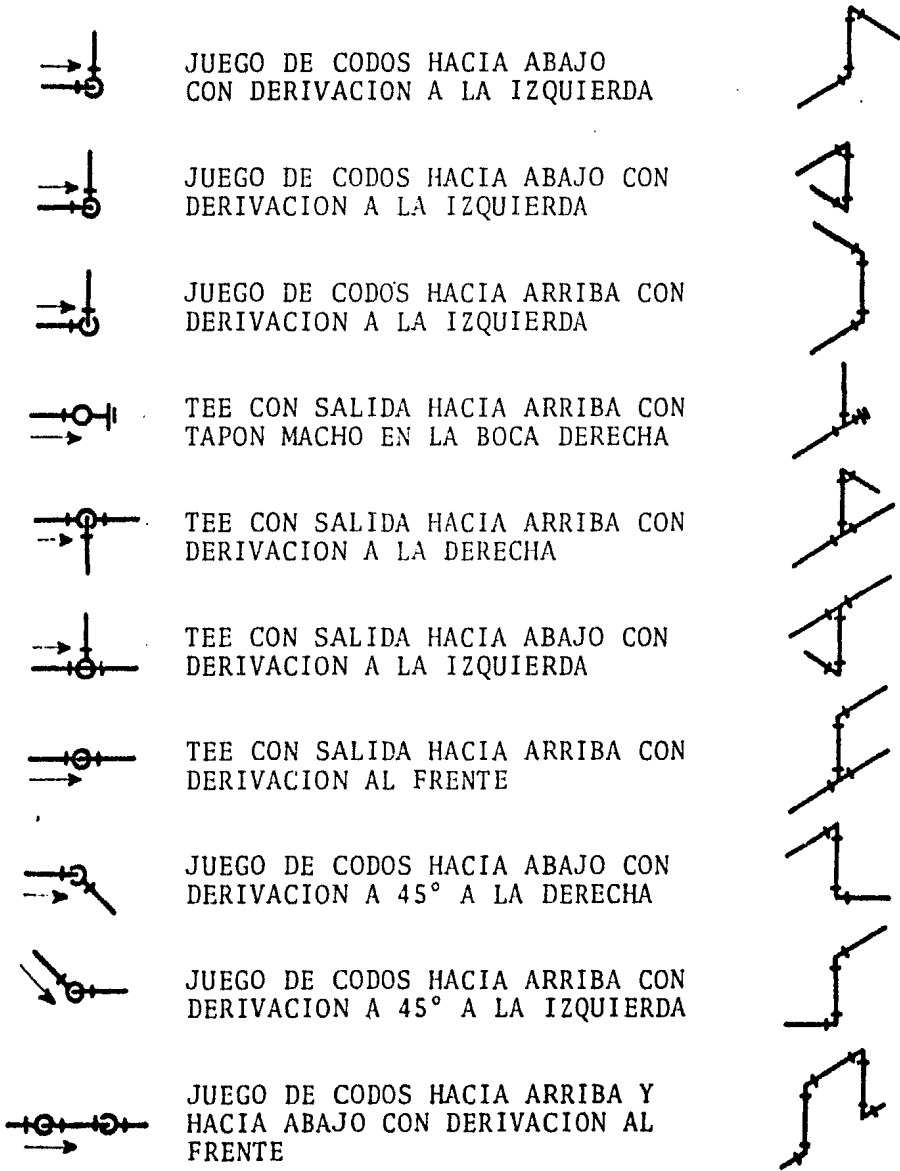 JUEGO DE CODOS HACIA ABAJO
CON DERIVACION A LA IZQUIERDA
JUEGO DE CODOS HACIA ABAJO CON
DERIVACION A LA IZQUIERDA
JUEGO DE CODOS HACIA ARRIBA CON
DERIVACION A LA IZQUIERDA
TEE CON SALIDA HACIA ARRIBA CON
TAPON MACHO EN LA BOCA DERECHA
TEE CON SALIDA HACIA ARRIBA CON
DERIVACION A LA DERECHA
TEE CON SALIDA HACIA ABAJO CON
DERIVACION A LA IZQUIERDA
TEE CON SALIDA HACIA ARRIBA CON
DERIVACION AL FRENTE
JUEGO DE CODOS HACIA ABAJO CON
DERIVACION A 45° A LA DERECHA
JUEGO DE CODOS HACIA ARRIBA CON
DERIVACION A 45° A LA IZQUIERDA
JUEGO DE CODOS HACIA ARRIBA Y
HACIA ABAJO CON DERIVACION AL
FRENTE